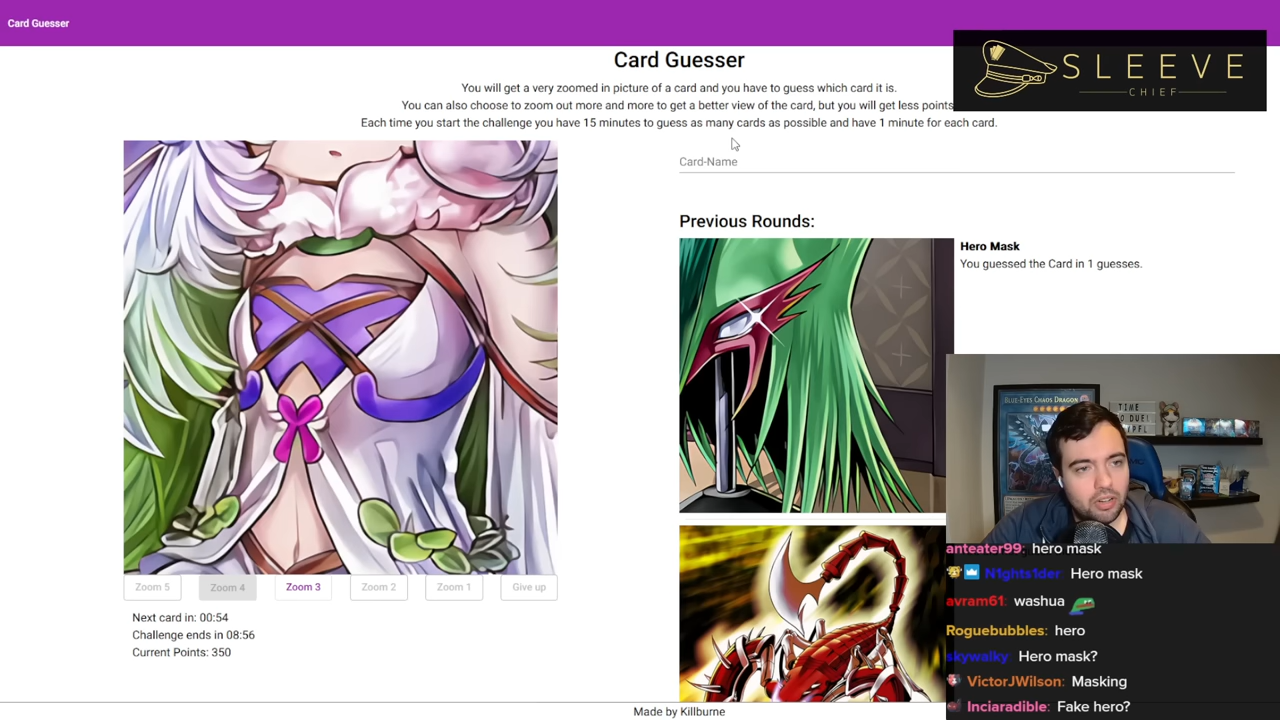 Card Guesser
SLEEVE
CHIEF
Card Guesser
You will get a very zoomed in picture of a card and you have to guess which card it is.
You can also choose to zoom out more and more to get a better view of the card, but you will get less points
Each time you start the challenge you have 15 minutes to guess as many cards as possible and have 1 minute for each card.
Card-Name
Previous Rounds:
Hero Mask
You guessed the Card in 1 guesses.
BLUE-EYES CHAOS DRAGON
TIME
Zoom 5
Zoom 4
Zoom 3
Zoom 2
Zoom 1
Give up
Next card in: 00:54
Challenge ends in 08:56
Current Points: 350
anteater99: hero mask
N1ghts1der: Hero mask
avram61: washua
Roguebubbles: hero
skywalky: Hero mask?
VictorJWilson: Masking
Inciaradible: Fake hero?
Made by Killburne